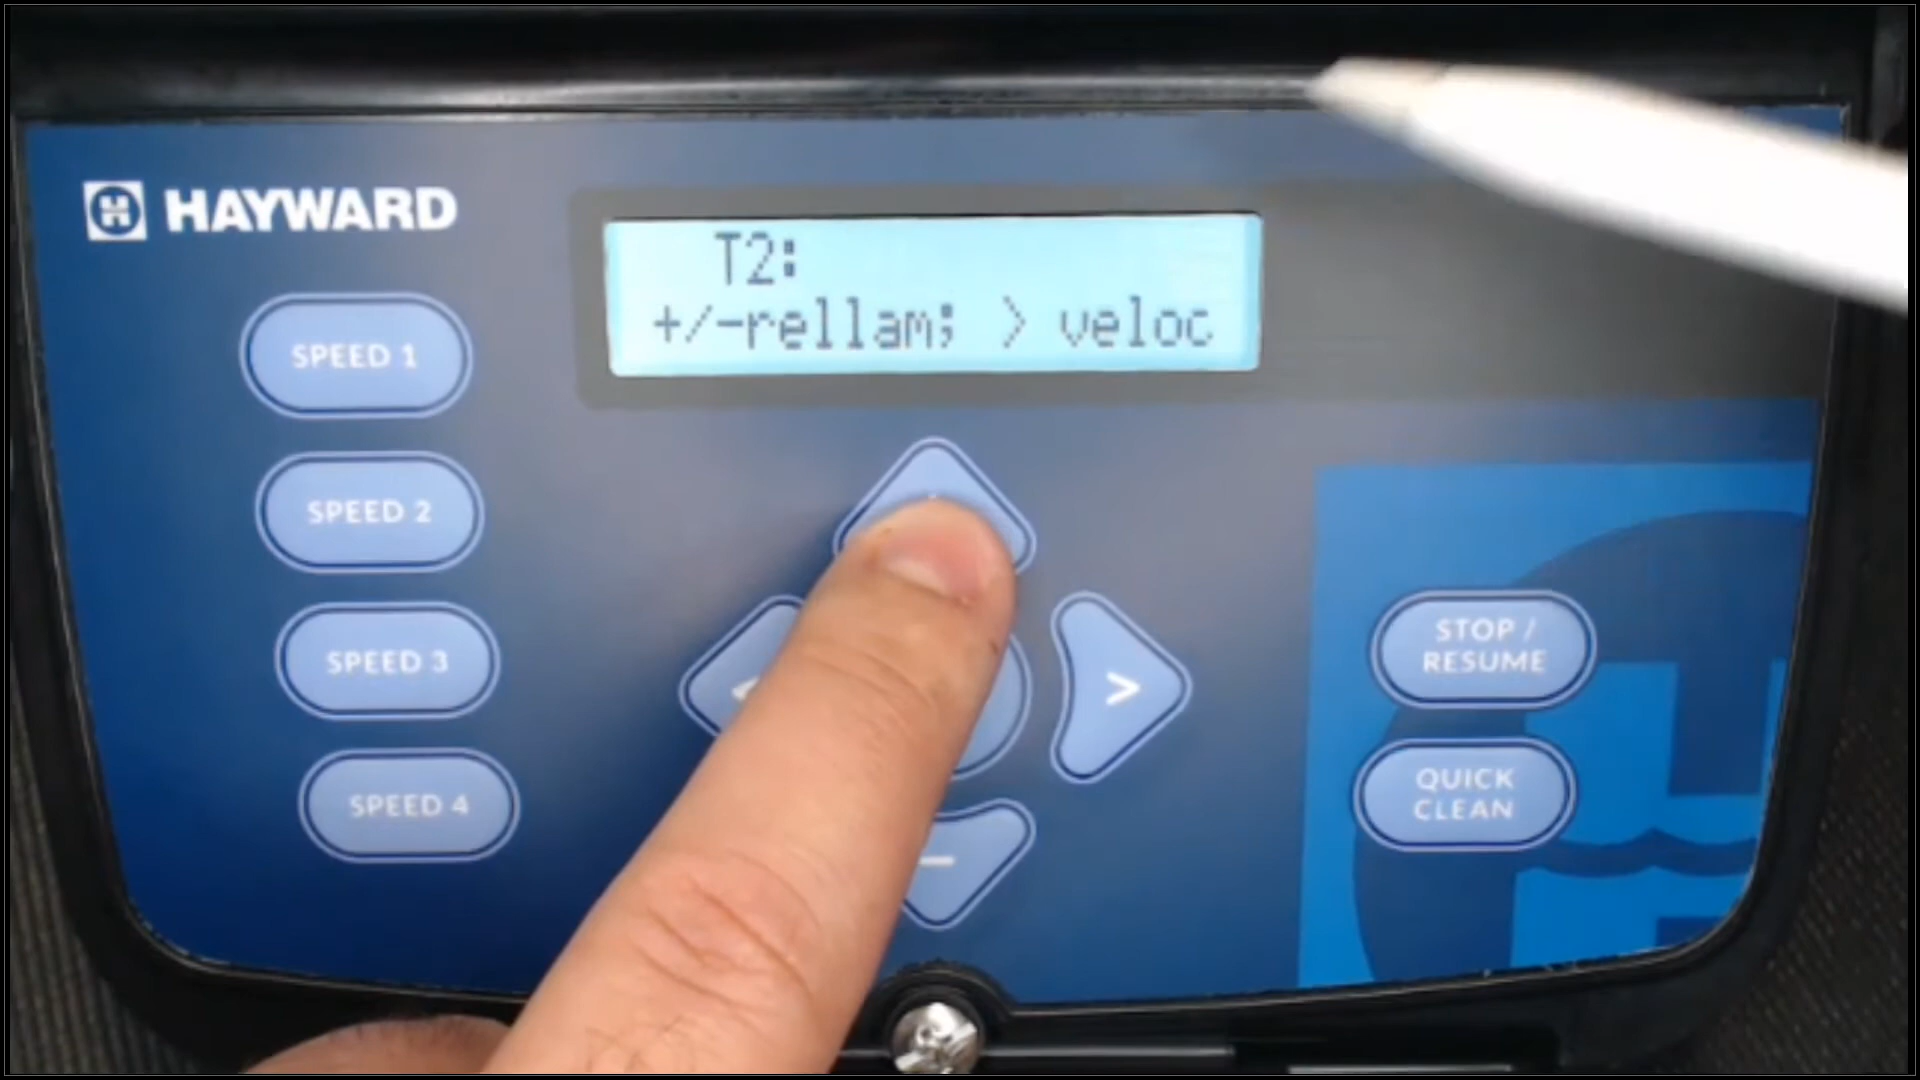 HAYWARD
T2:
+/-rellam; > veloc
SPEED 1
SPEED 2
SPEED 3
SPEED 4
<
>
−
STOP /
RESUME
QUICK
CLEAN